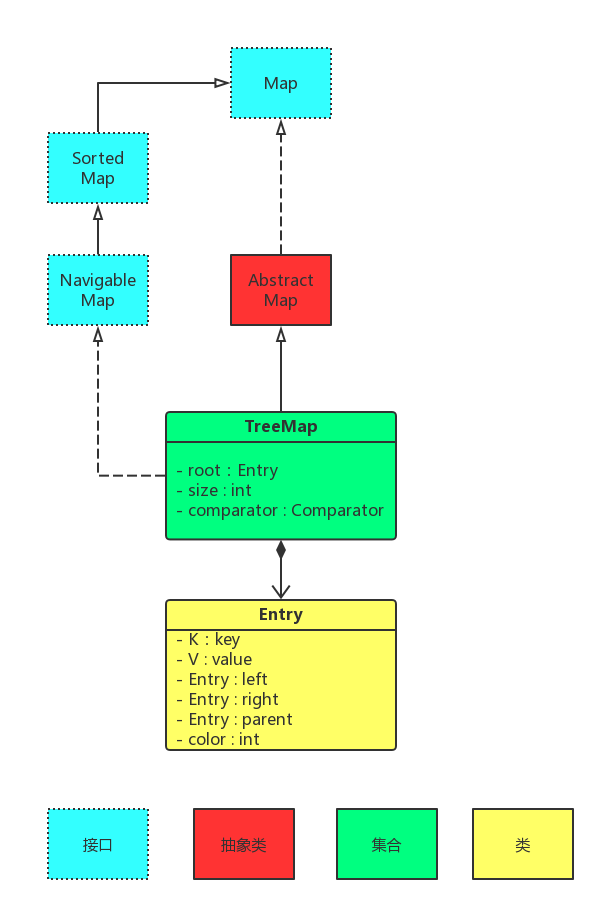 Map
Sorted
Map
Navigable
Map
Abstract
Map
TreeMap
- root : Entry
- size : int
- comparator : Comparator
Entry
- K : key
- V : value
- Entry : left
- Entry : right
- Entry : parent
- color : int
接口
抽象类
集合
类